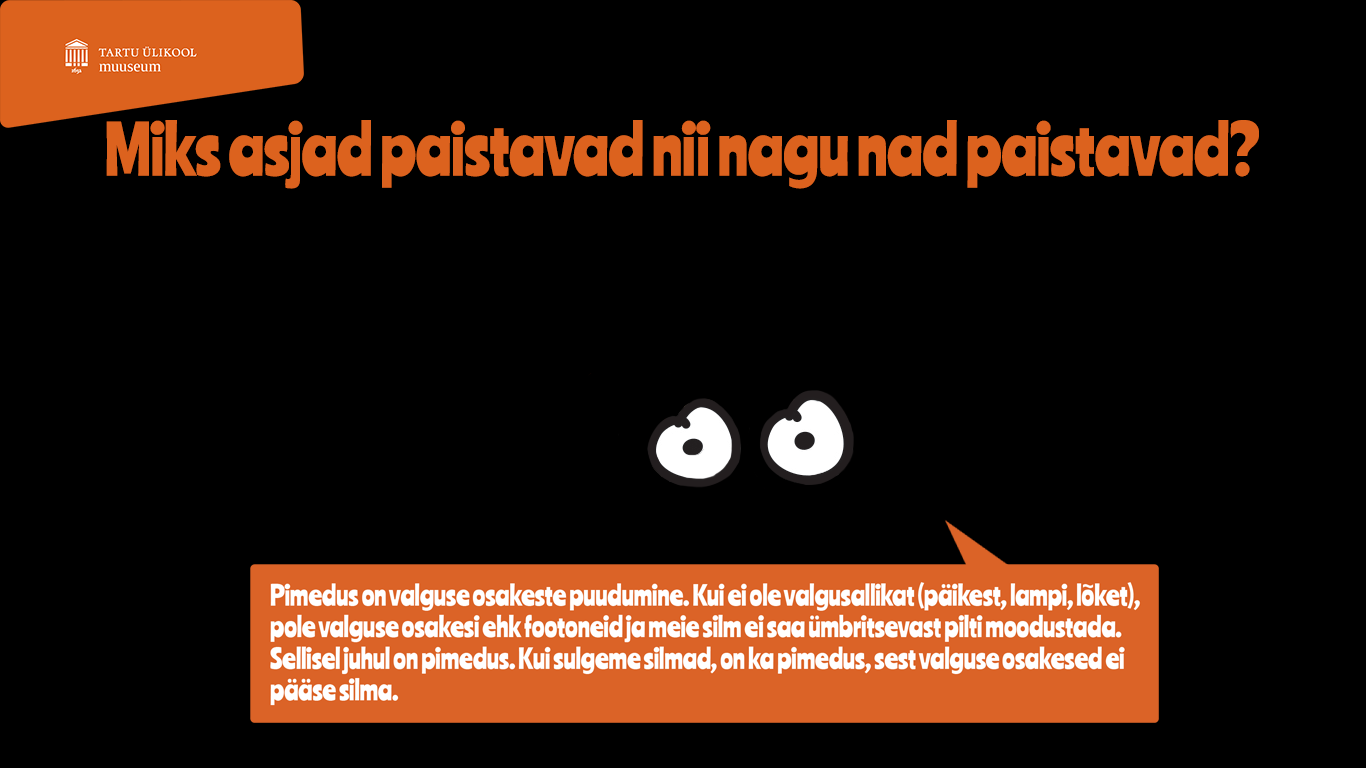 TARTU ÜLIKOOL
muuseum
1632
Miks asjad paistavad nii nagu nad paistavad?
Pimedus on valguse osakeste puudumine. Kui ei ole valgusallikat (päikest, lampi, lõket),
pole valguse osakesi ehk footoneid ja meie silm ei saa ümbritsevast pilti moodustada.
Sellisel juhul on pimedus. Kui sulgeme silmad, on ka pimedus, sest valguse osakesed ei
pääse silma.